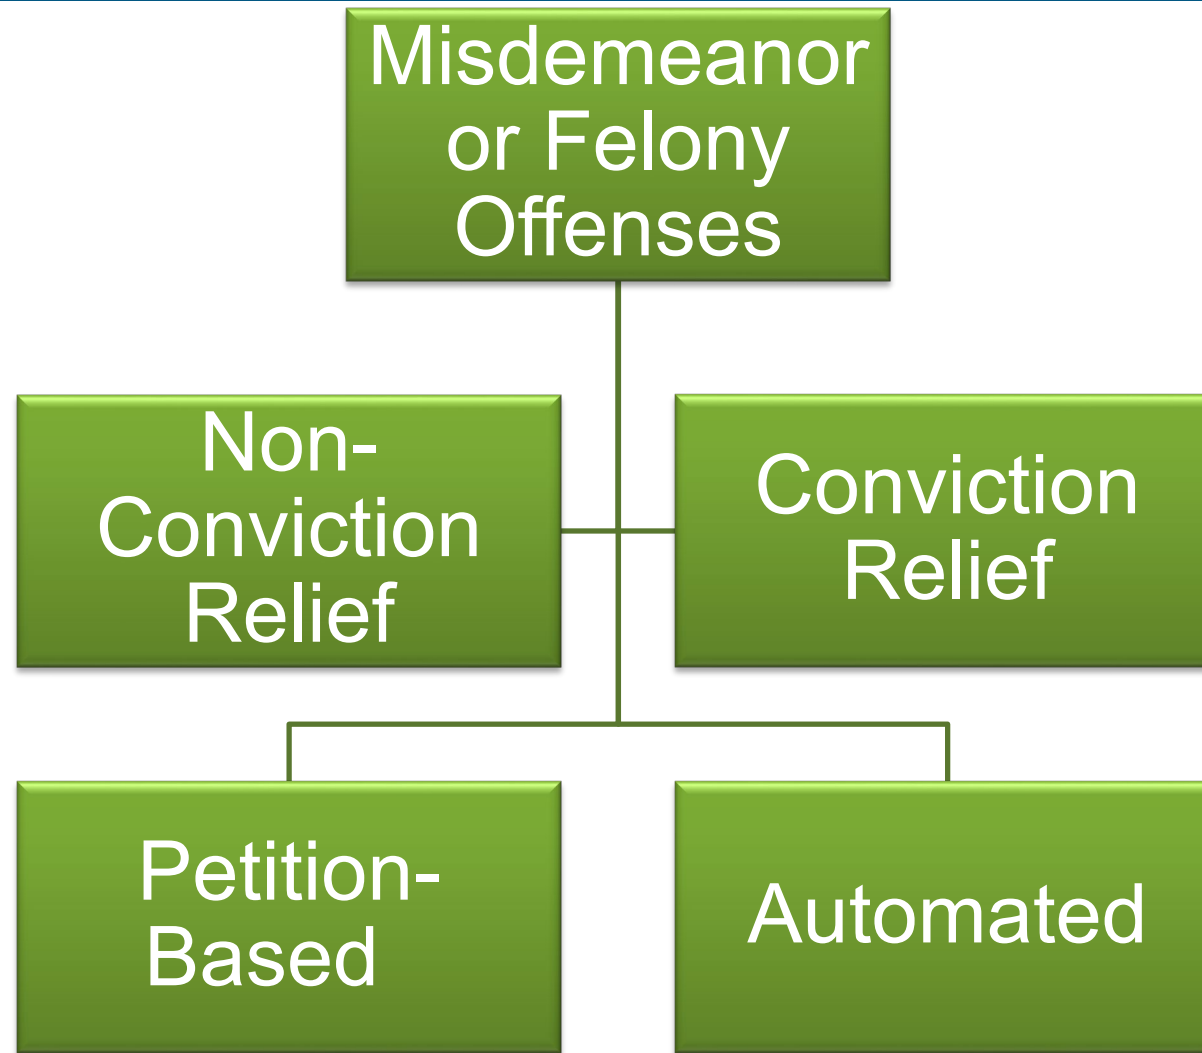 Misdemeanor
or Felony
Offenses
Non-
Conviction
Relief
Conviction
Relief
Petition-
Based
Automated